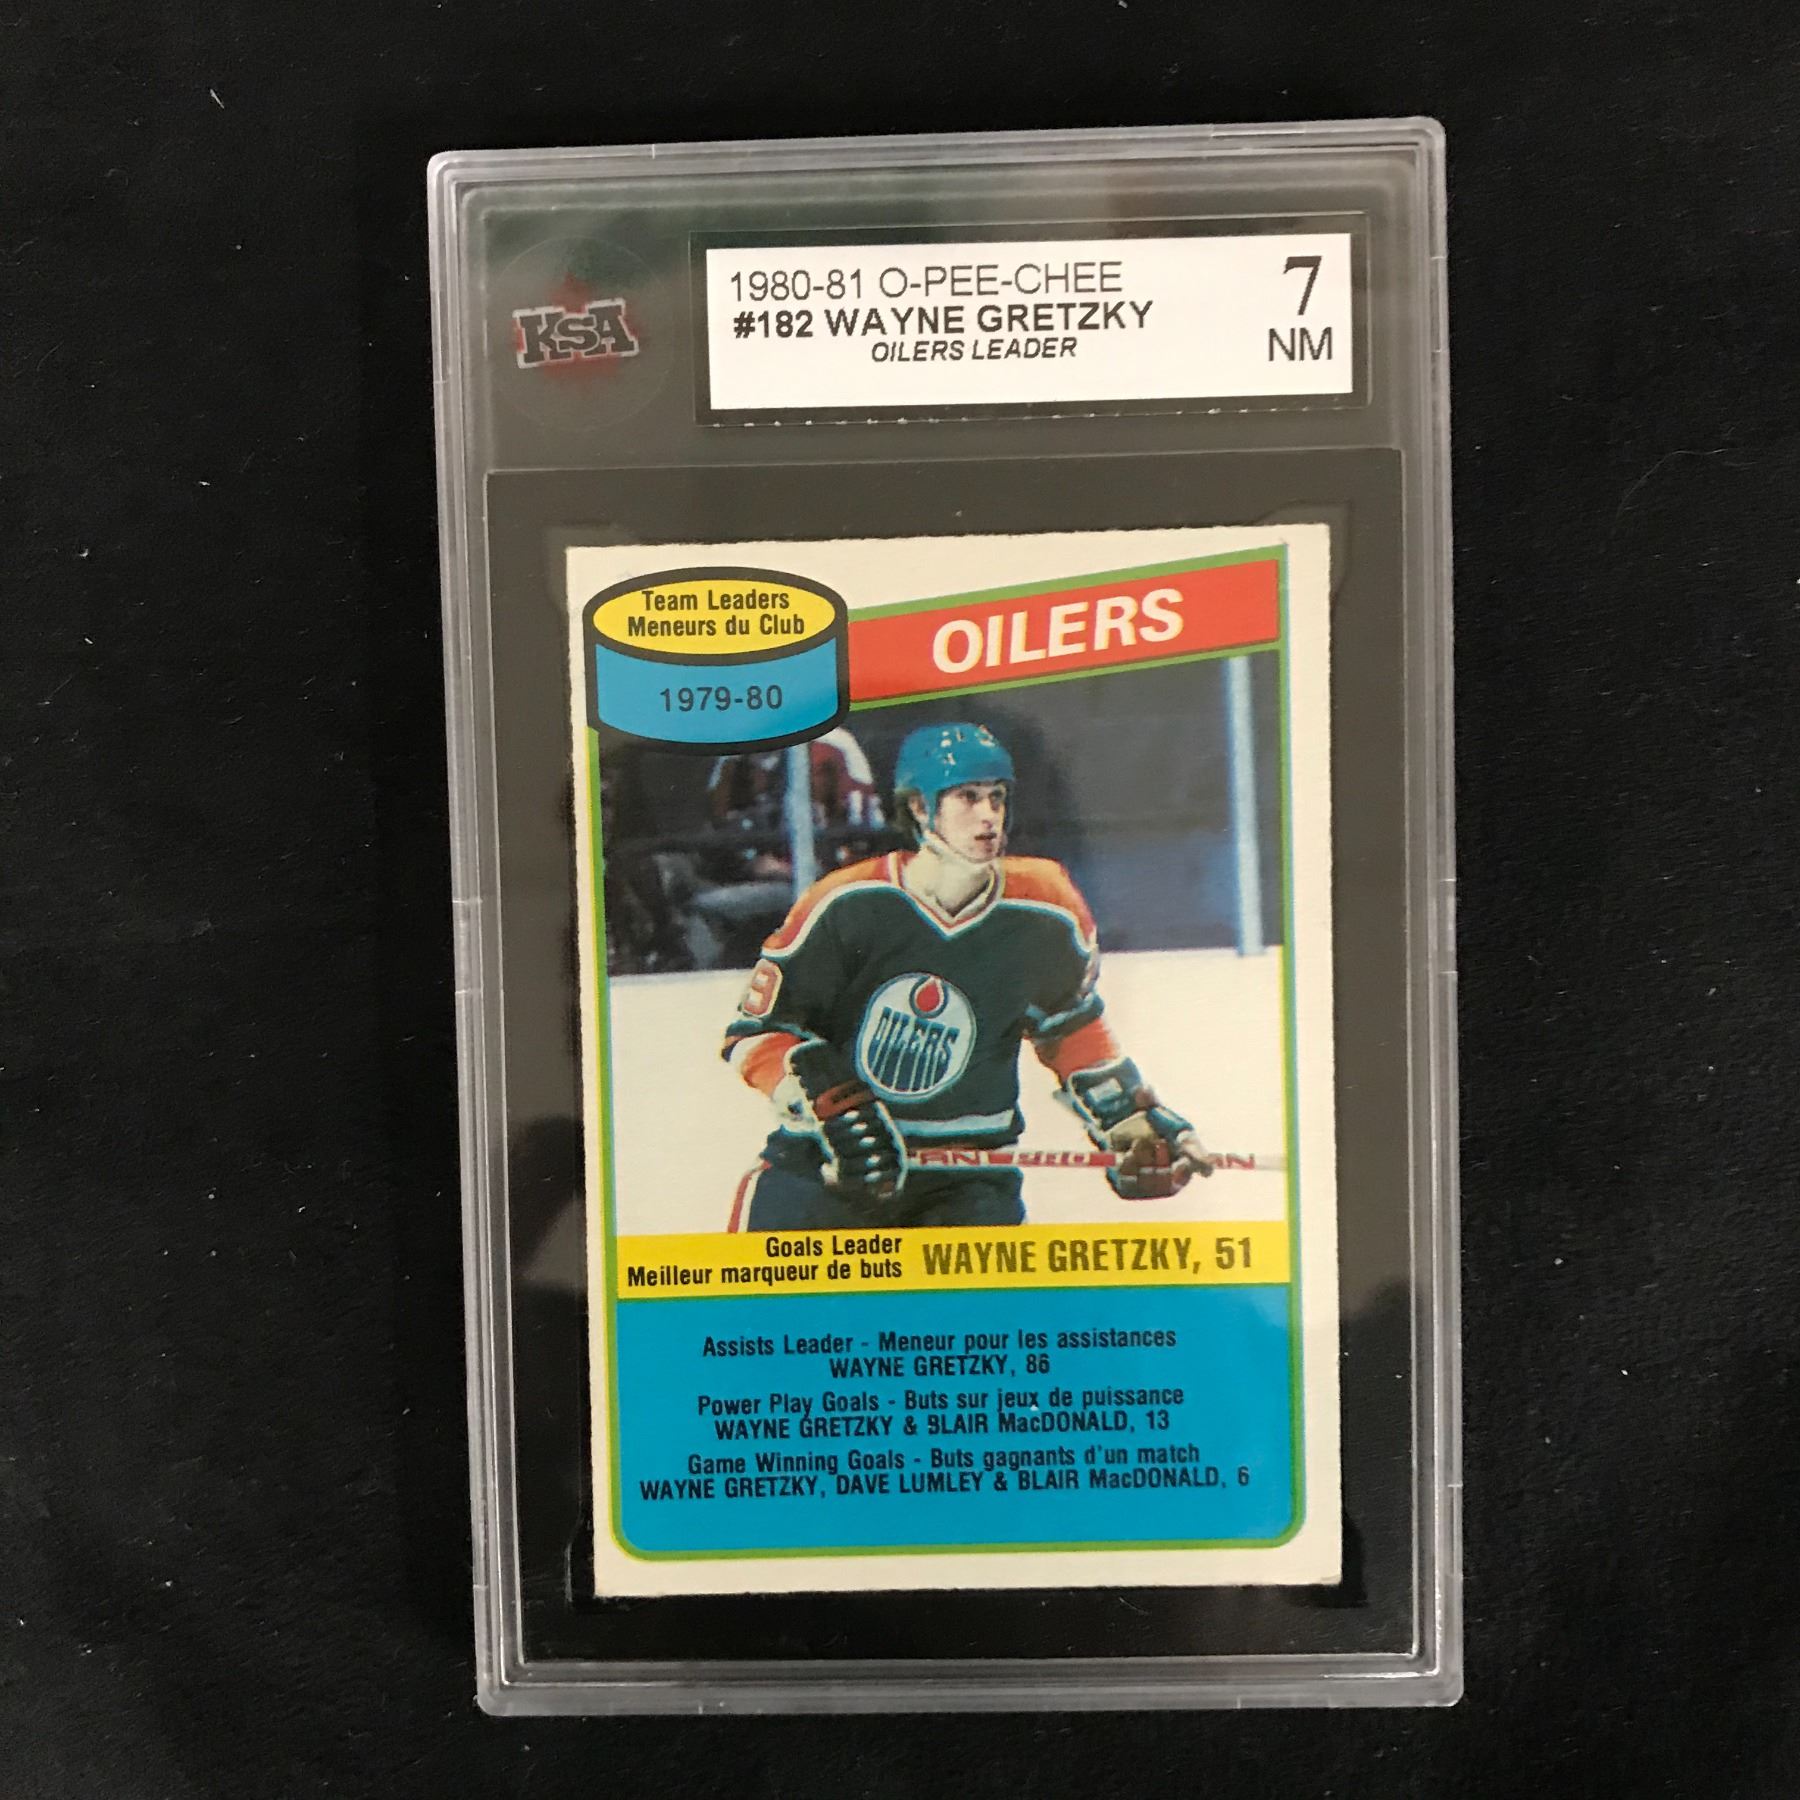 KSA
1980-81 O-PEE-CHEE
#182 WAYNE GRETZKY
OILERS LEADER
7
NM
Team Leaders
Meneurs du Club
1979-80
OILERS
9
OILERS
Goals Leader
Meilleur marqueur de buts
WAYNE GRETZKY, 51
Assists Leader - Meneur pour les assistances
WAYNE GRETZKY, 86
Power Play Goals - Buts sur jeux de puissance
WAYNE GRETZKY & BLAIR MacDONALD, 13
Game Winning Goals - Buts gagnants d'un match
WAYNE GRETZKY, DAVE LUMLEY & BLAIR MacDONALD, 6